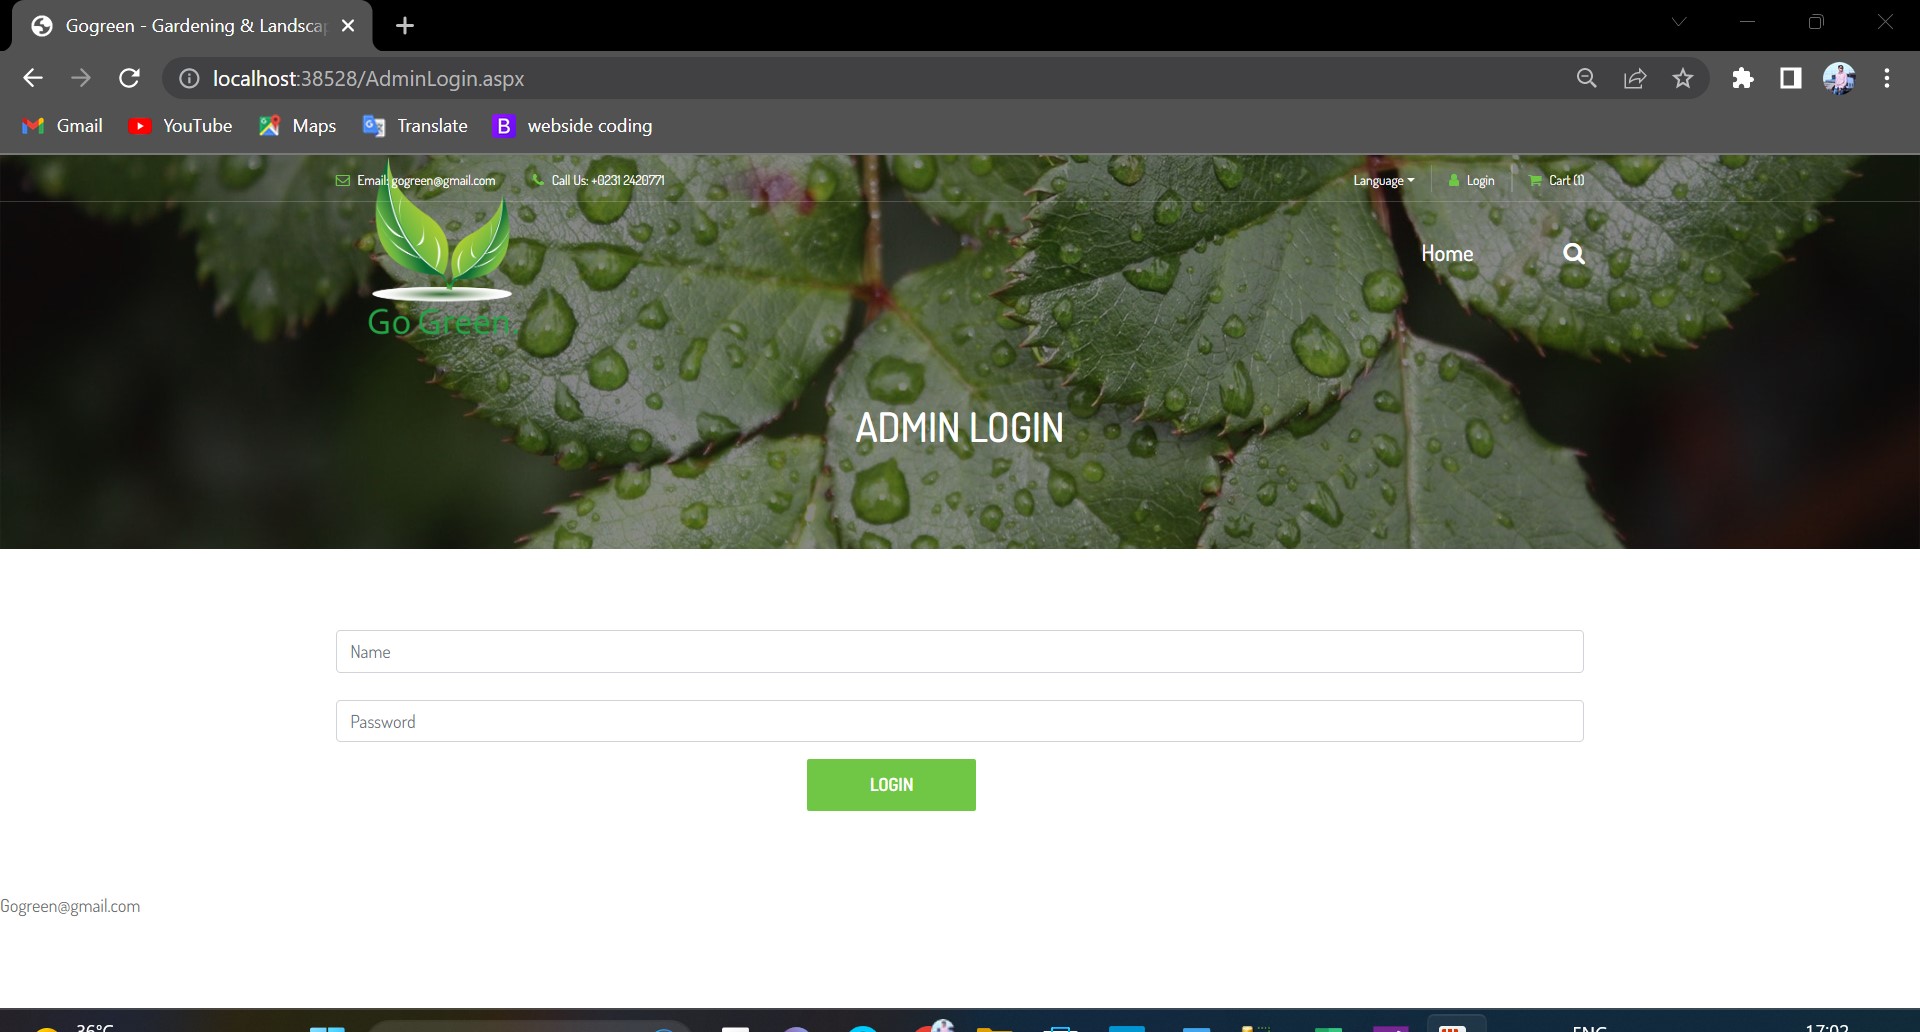 Gogreen - Gardening & Landsca
localhost:38528/AdminLogin.aspx
Gmail YouTube Maps Translate B webside coding
Email: gogreen@gmail.com Call Us: +0231 2420771 Language Login Cart (1)
Home
Go Green.
ADMIN LOGIN
Name
Password
LOGIN
Gogreen@gmail.com
36°C ENG 17:02